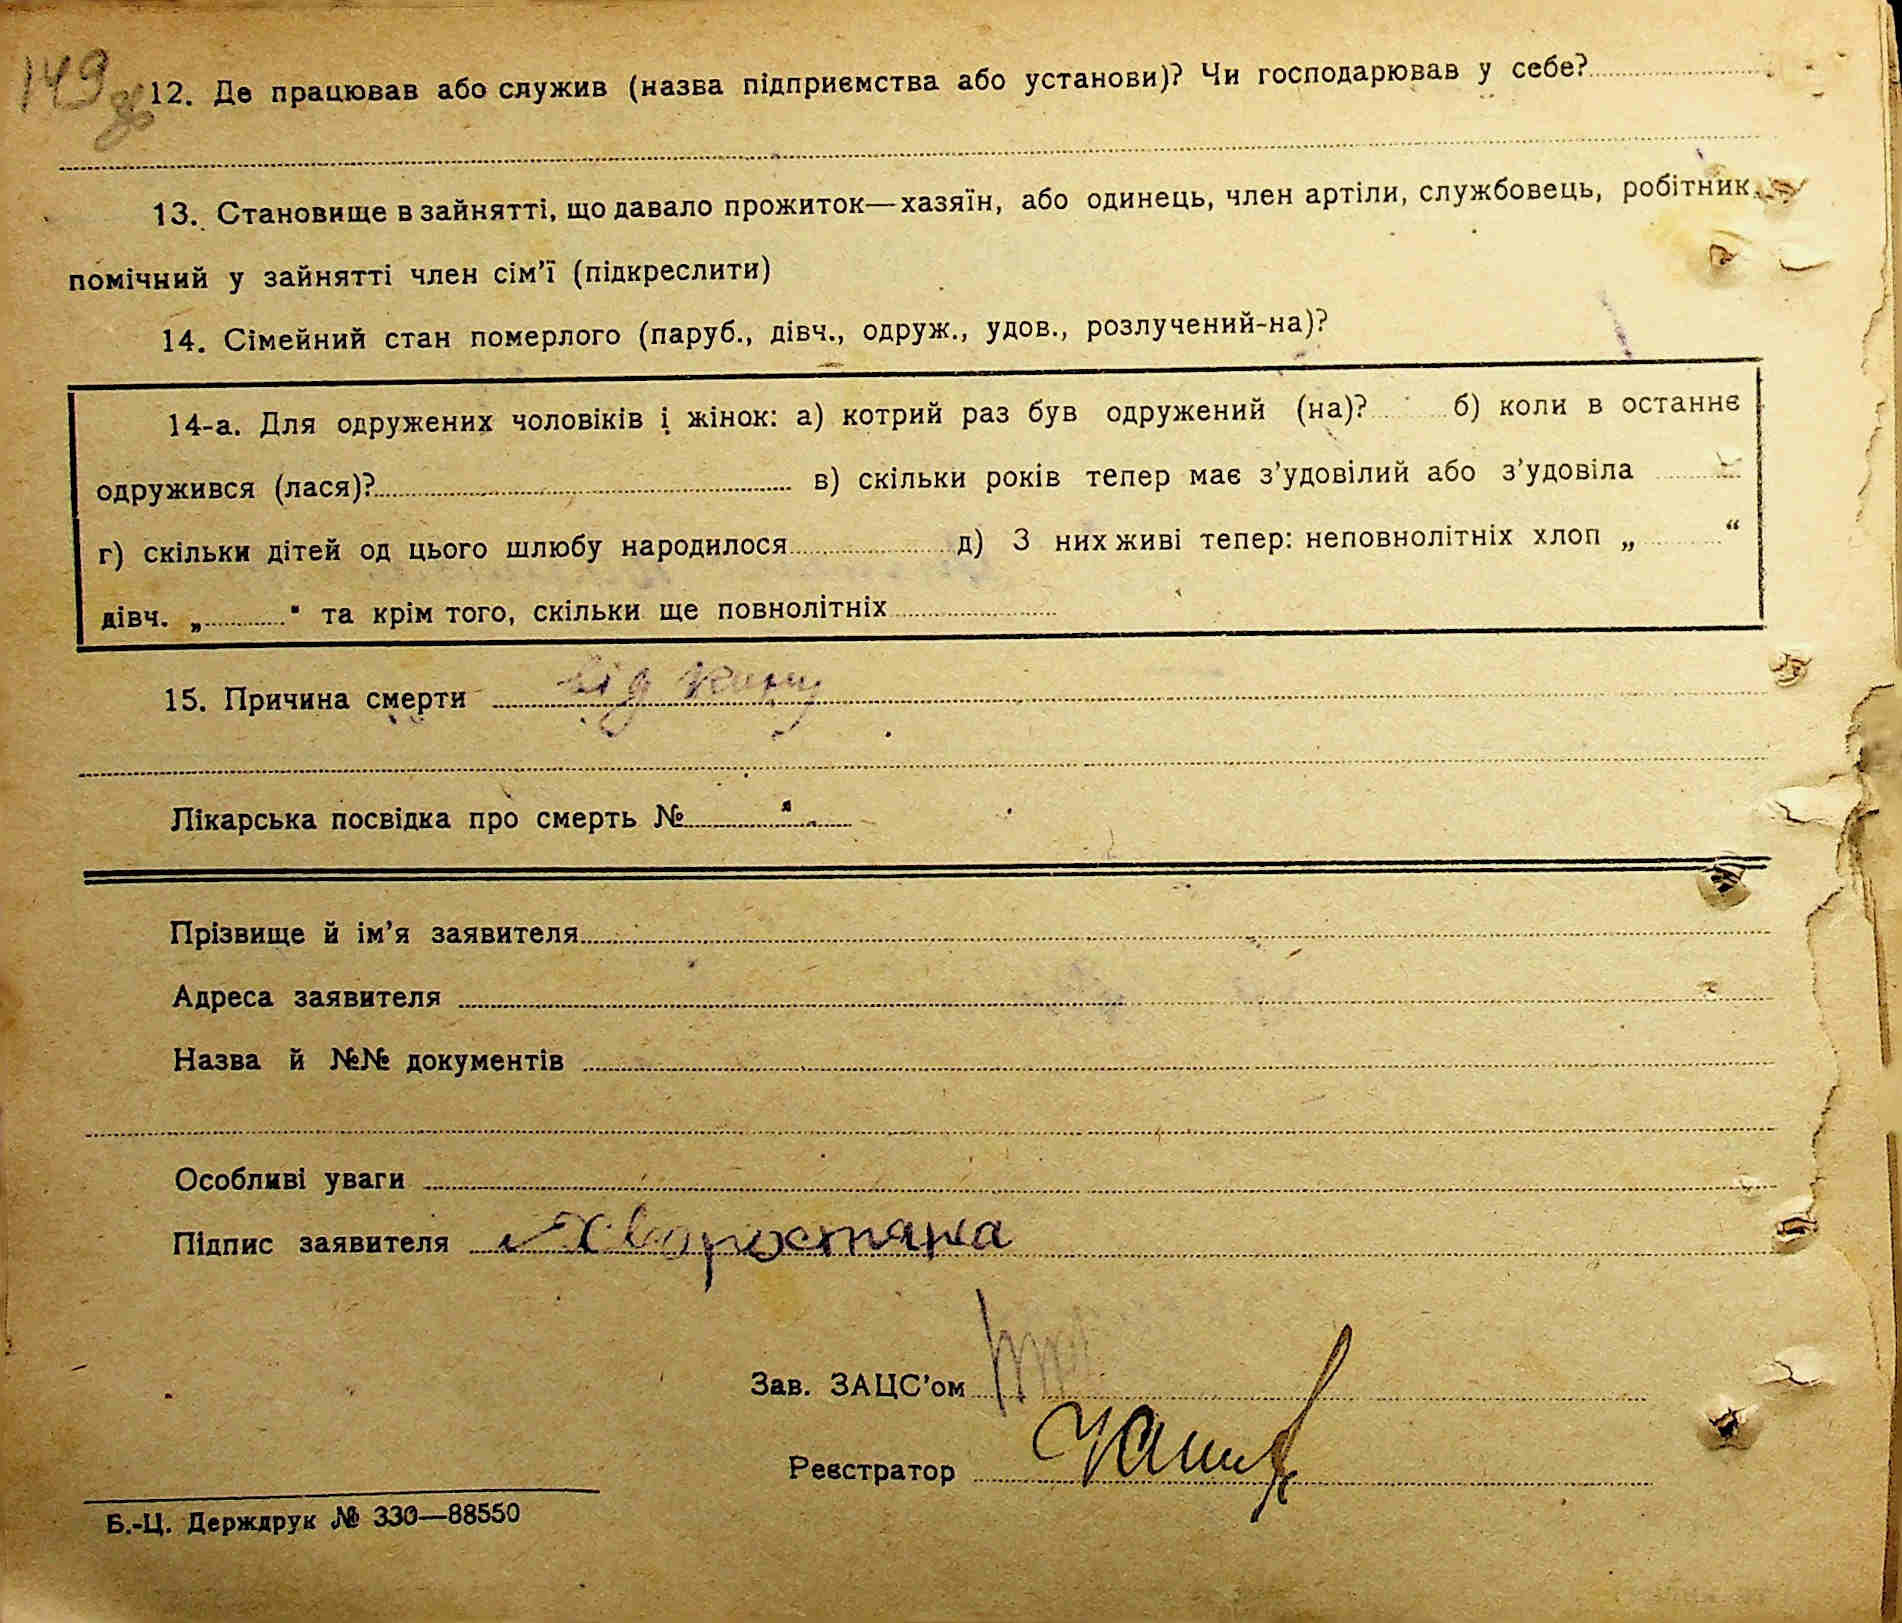 149
12. Де працював або служив (назва підприємства або установи)? Чи господарював у себе?
13. Становище в зайнятті, що давало прожиток—хазяїн, або одинець, член артіли, службовець, робітник,
помічний у зайнятті член сім’ї (підкреслити)
14. Сімейний стан померлого (паруб., дівч., одруж., удов., розлучений-на)?
14-а. Для одружених чоловіків і жінок: а) котрий раз був одружений (на)? б) коли в останнє
одружився (лася)? в) скільки років тепер має з’удовілий або з’удовіла
г) скільки дітей од цього шлюбу народилося д) З них живі тепер: неповнолітніх хлоп „ “
дівч. „ “ та крім того, скільки ще повнолітніх
15. Причина смерти від
Лікарська посвідка про смерть №
Прізвище й ім’я заявителя
Адреса заявителя
Назва й №№ документів
Особливі уваги
Підпис заявителя Хворостяна
Зав. ЗАЦС’ом
Реєстратор
Б.-Ц. Держдрук № 330—88550